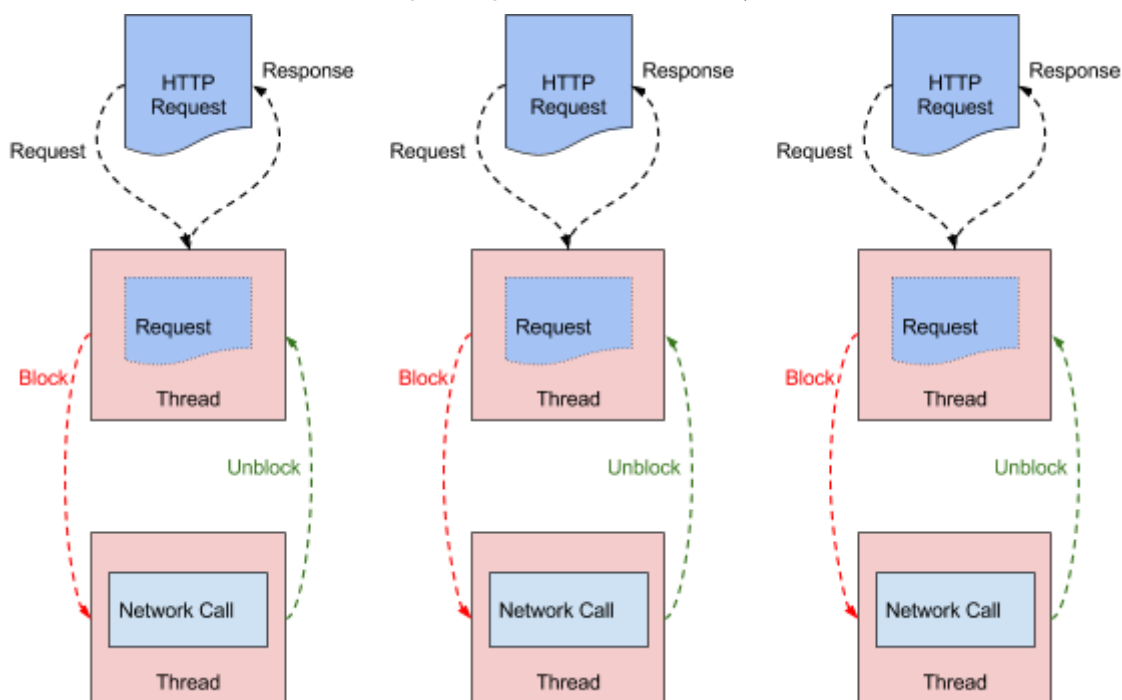 HTTP
Request
Response
Request
HTTP
Request
Response
Request
HTTP
Request
Response
Request
Request
Thread
Block
Unblock
Request
Thread
Block
Unblock
Request
Thread
Block
Unblock
Network Call
Thread
Network Call
Thread
Network Call
Thread